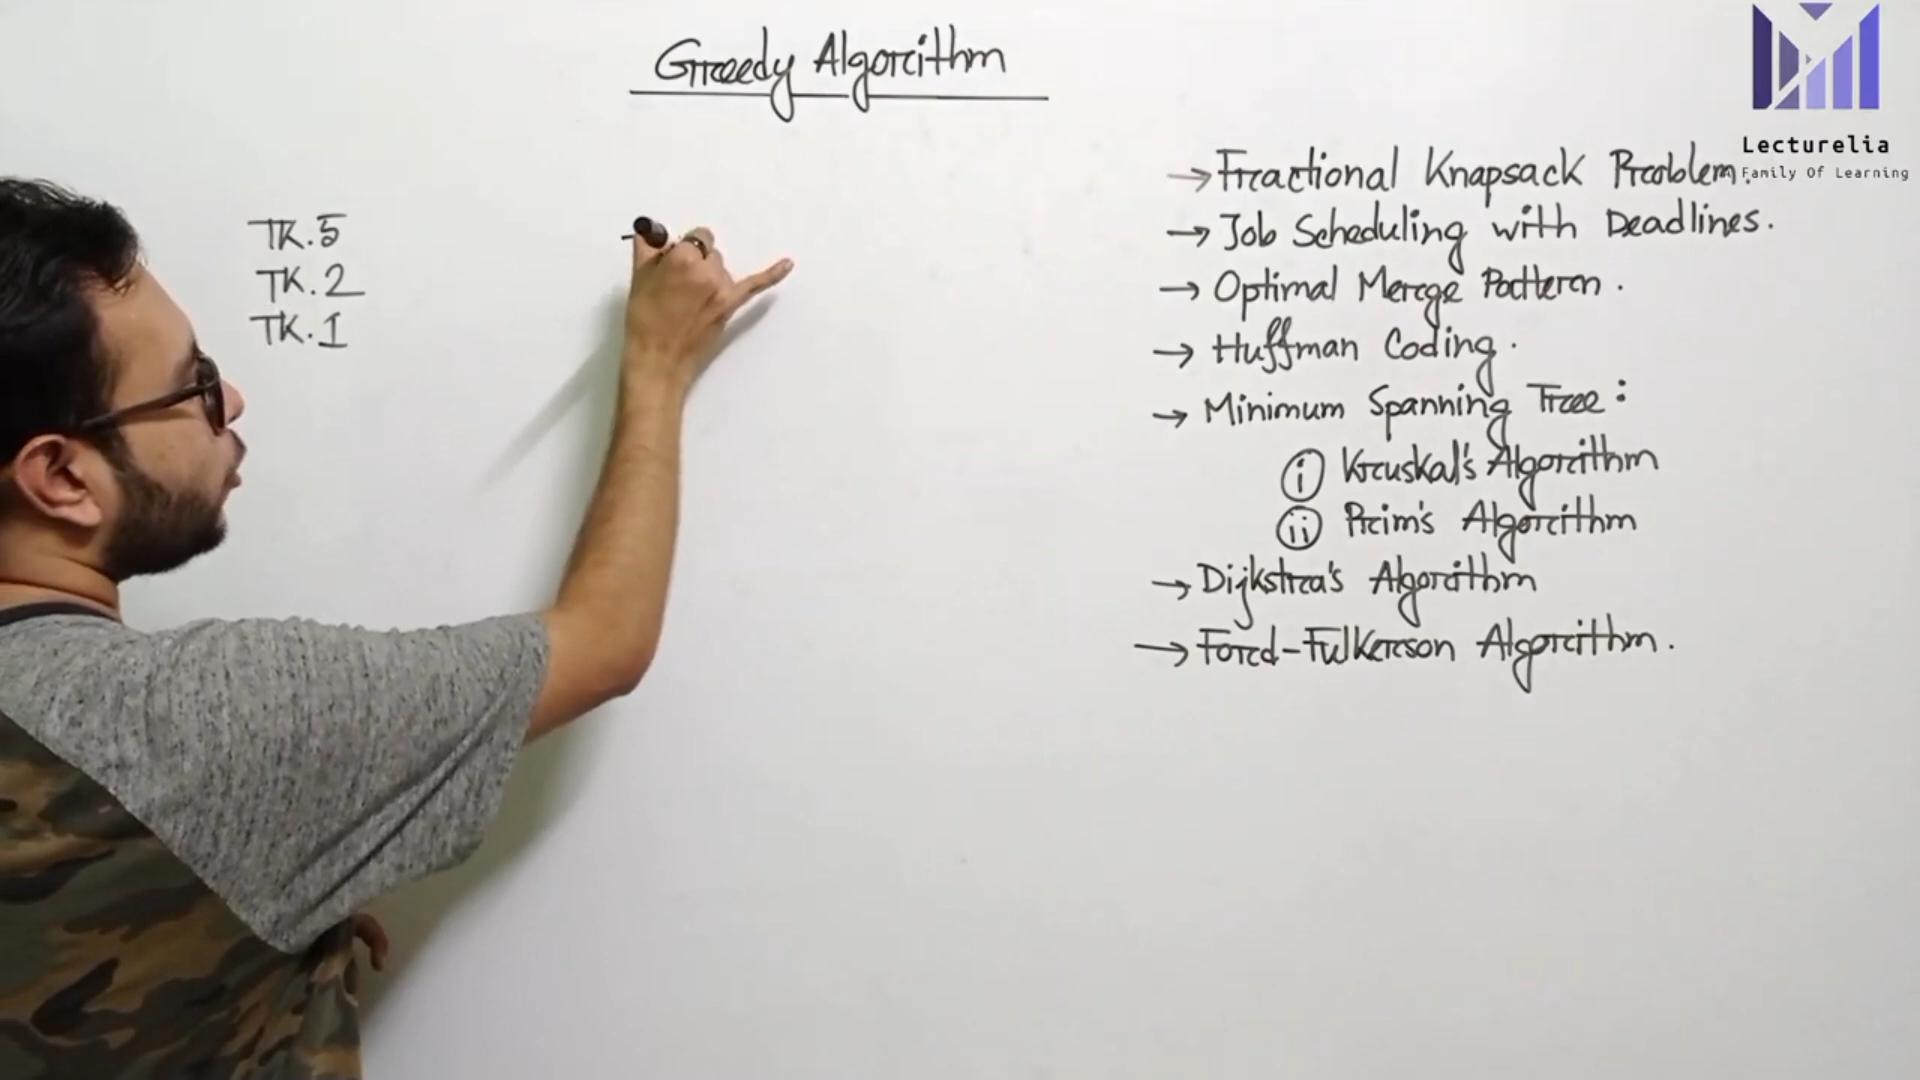 Greedy Algorithm
TK.5
TK.2
TK.1
→ Fractional Knapsack Problem.
→ Job Scheduling with Deadlines.
→ Optimal Merge Pattern.
→ Huffman Coding.
→ Minimum Spanning Tree:
i Kruskal's Algorithm
ii Prim's Algorithm
→ Dijkstra's Algorithm
→ Ford-Fulkerson Algorithm.
Lecturelia
A Family Of Learning